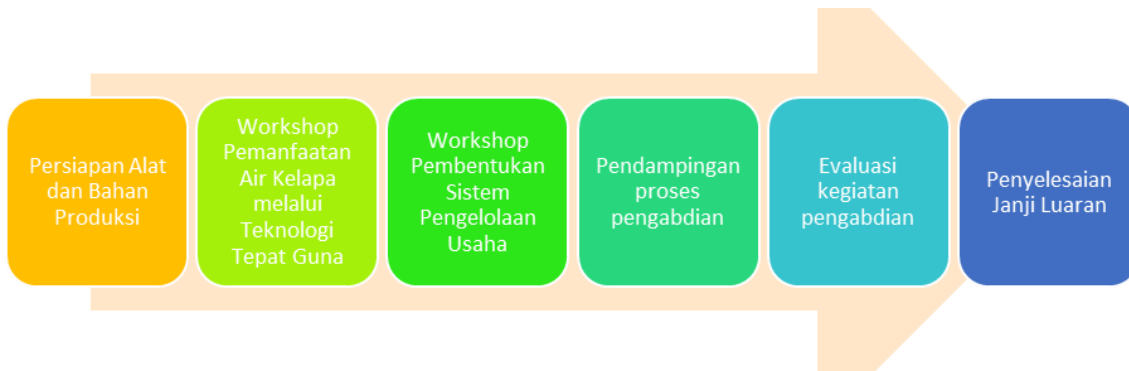 Persiapan Alat
dan Bahan
Produksi
Workshop
Pemanfaatan
Air Kelapa
melalui
Teknologi
Tepat Guna
Workshop
Pembentukan
Sistem
Pengelolaan
Usaha
Pendampingan
proses
pengabdian
Evaluasi
kegiatan
pengabdian
Penyelesaian
Janji Luaran